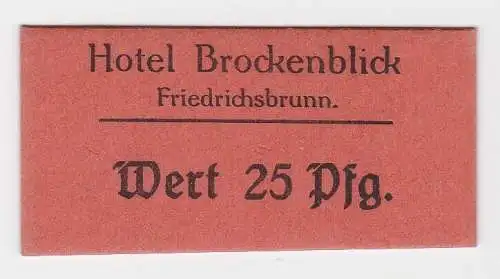 Hotel Brockenblick
Friedrichsbrunn.
Wert 25 Pfg.